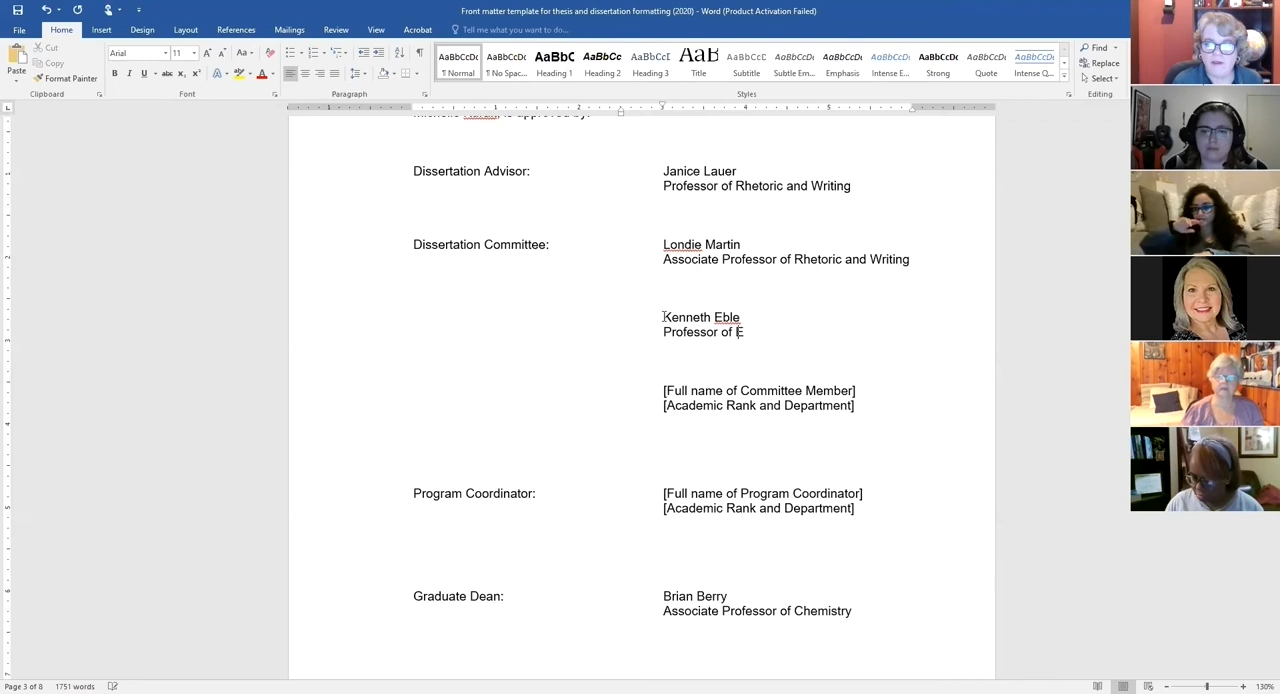 Front matter template for thesis and dissertation formatting (2020) - Word (Product Activation Failed)
File Home Insert Design Layout References Mailings Review View Acrobat Tell me what you want to do...
Paste
Cut
Copy
Format Painter
Clipboard
Arial 11
Font
Paragraph
AaBbCcDc AaBbCcDc AaBbC AaBbCc AaBbCcD AaB AaBbCcC AaBbCcDc AaBbCcDc AaBbCcDc AaBbCcDc AaBbCcDc AaBbCcDc
¶ Normal ¶ No Spac... Heading 1 Heading 2 Heading 3 Title Subtitle Subtle Em... Emphasis Intense E... Strong Quote Intense Q...
Styles
Find
Replace
Select
Editing
is approved by:
Dissertation Advisor: Janice Lauer
Professor of Rhetoric and Writing
Dissertation Committee: Londie Martin
Associate Professor of Rhetoric and Writing
Kenneth Eble
Professor of E
[Full name of Committee Member]
[Academic Rank and Department]
Program Coordinator: [Full name of Program Coordinator]
[Academic Rank and Department]
Graduate Dean: Brian Berry
Associate Professor of Chemistry
Page 3 of 8 1751 words 130%